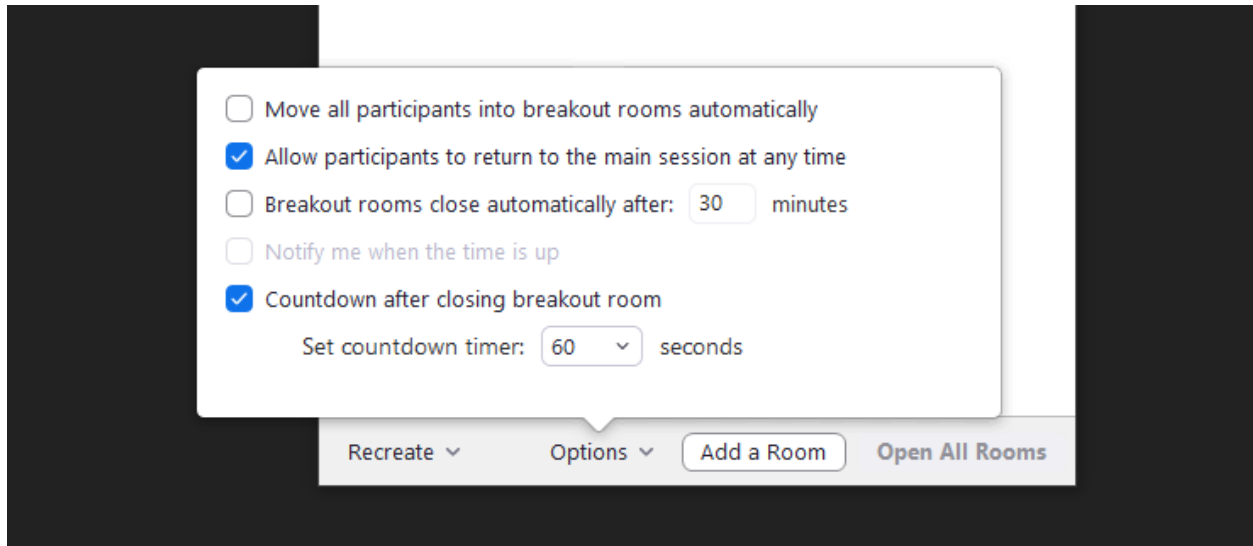 Move all participants into breakout rooms automatically
Allow participants to return to the main session at any time
Breakout rooms close automatically after: 30 minutes
Notify me when the time is up
Countdown after closing breakout room
Set countdown timer: 60 seconds
Recreate Options Add a Room Open All Rooms